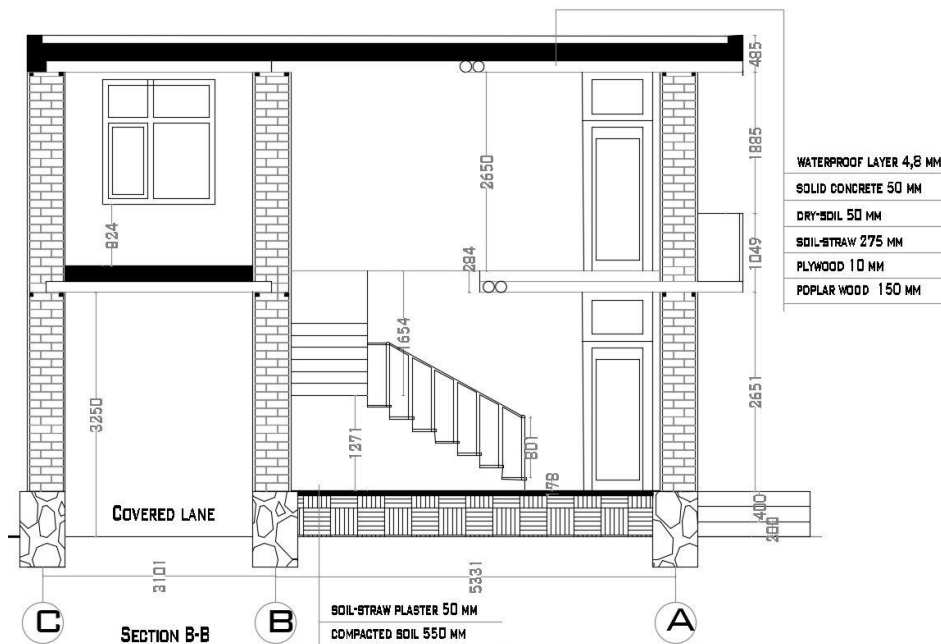 485
1885
2650
WATERPROOF LAYER 4,8 MM
SOLID CONCRETE 50 MM
DRY-SOIL 50 MM
SOIL-STRAW 275 MM
PLYWOOD 10 MM
POPLAR WOOD 150 MM
824
284
1049
1654
3250
2651
1271
801
178
COVERED LANE
400
200
3101
5331
C
B
A
SECTION B-B
SOIL-STRAW PLASTER 50 MM
COMPACTED SOIL 550 MM